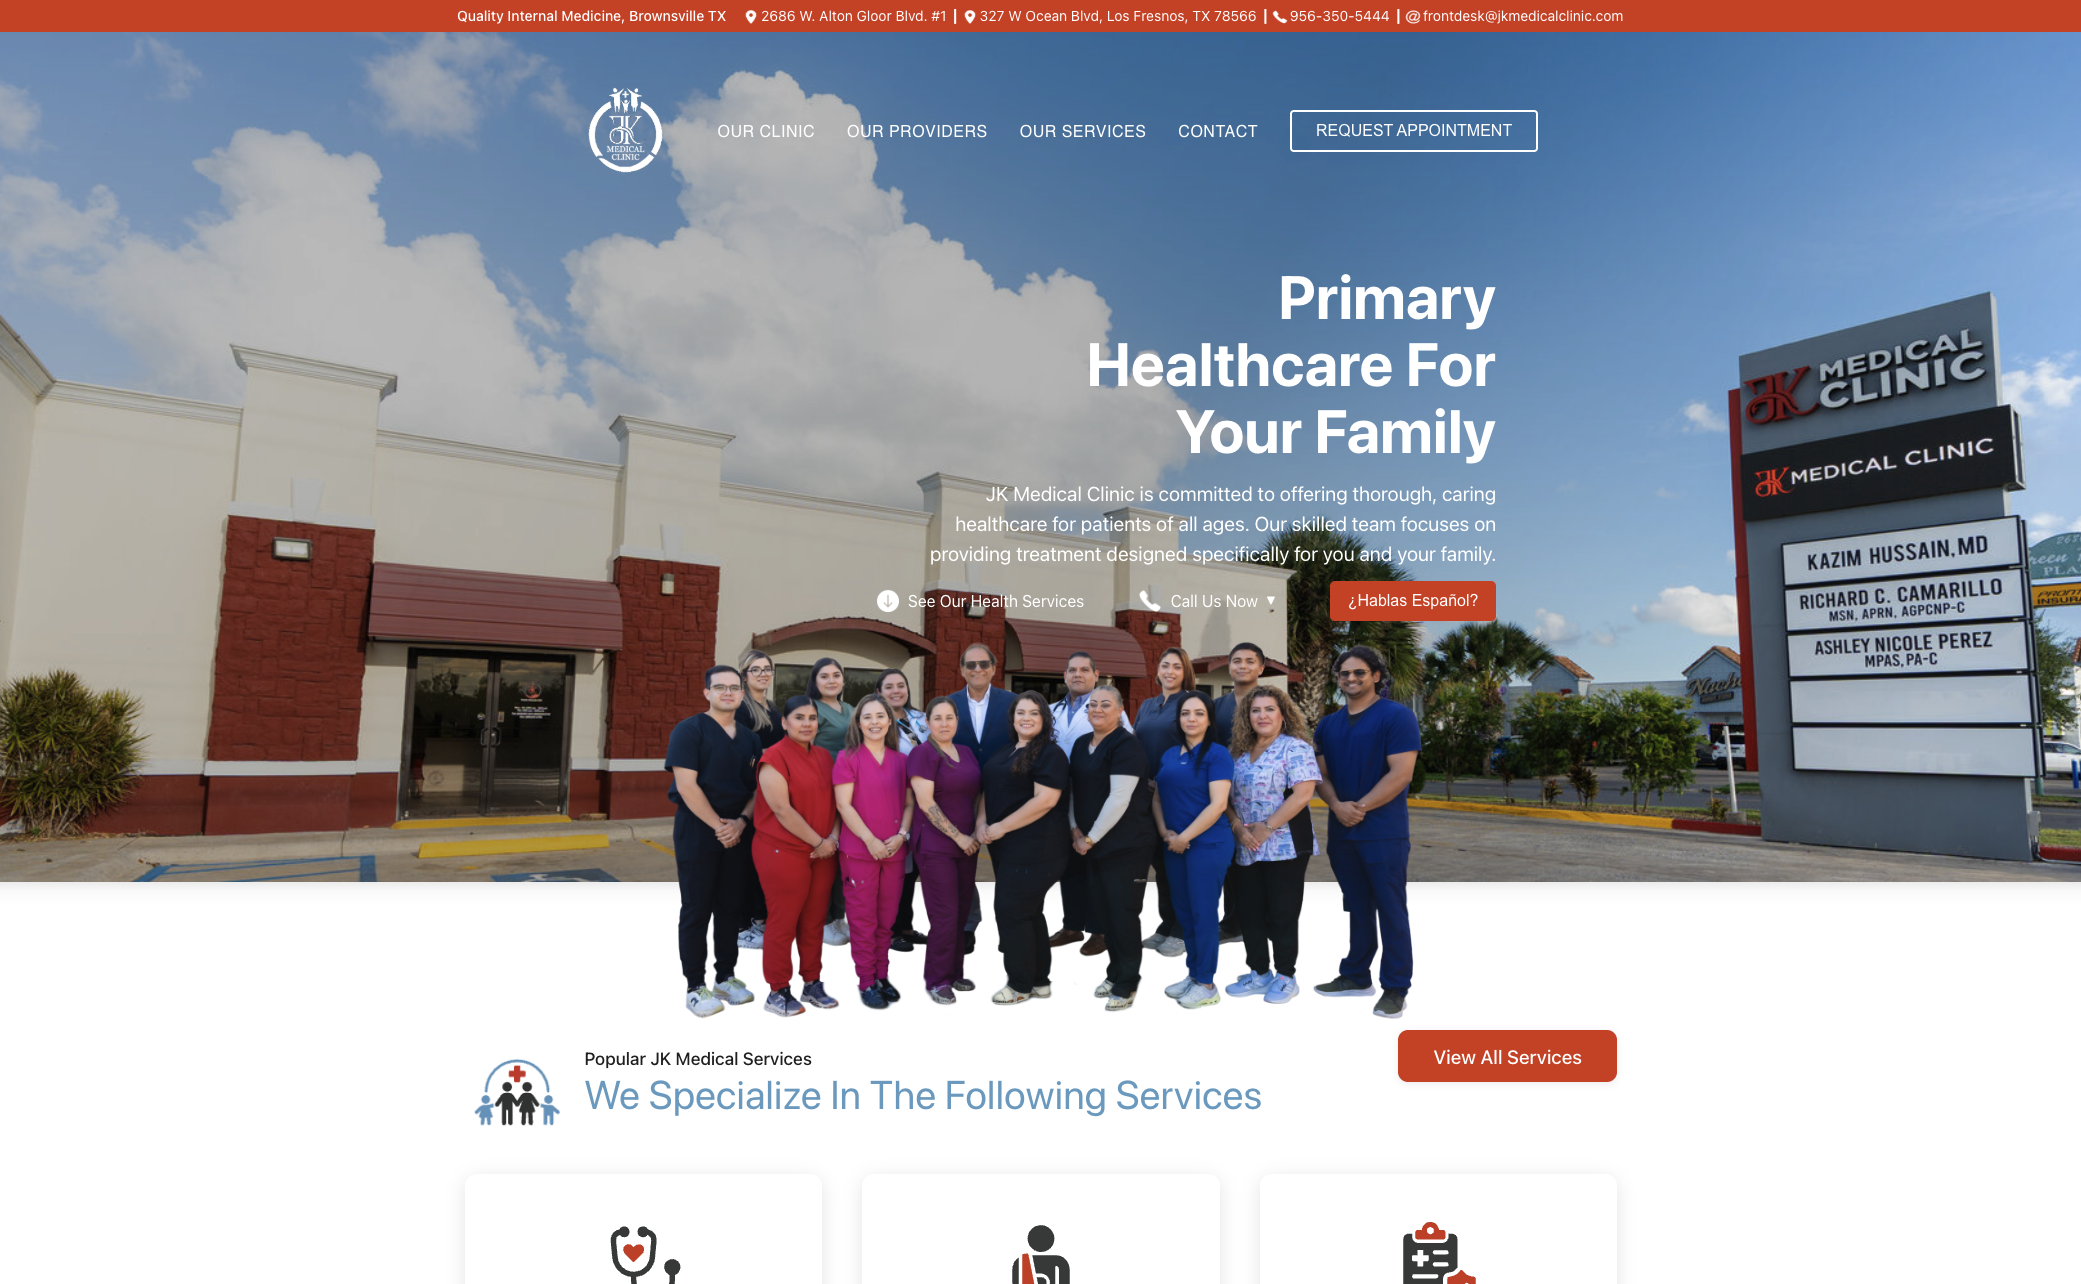 Quality Internal Medicine, Brownsville TX 2686 W. Alton Gloor Blvd. #1 | 327 W Ocean Blvd, Los Fresnos, TX 78566 | 956-350-5444 | @frontdesk@jkmedicalclinic.com
JK
MEDICAL
CLINIC
OUR CLINIC OUR PROVIDERS OUR SERVICES CONTACT REQUEST APPOINTMENT
Primary
Healthcare For
Your Family
JK Medical Clinic is committed to offering thorough, caring
healthcare for patients of all ages. Our skilled team focuses on
providing treatment designed specifically for you and your family.
See Our Health Services Call Us Now ▼ ¿Hablas Español?
JK MEDICAL
CLINIC
JK MEDICAL CLINIC
KAZIM HUSSAIN, MD
RICHARD C. CAMARILLO
MSN, APRN, AGPCNP-C
ASHLEY NICOLE PEREZ
MPAS, PA-C
Popular JK Medical Services
We Specialize In The Following Services
View All Services